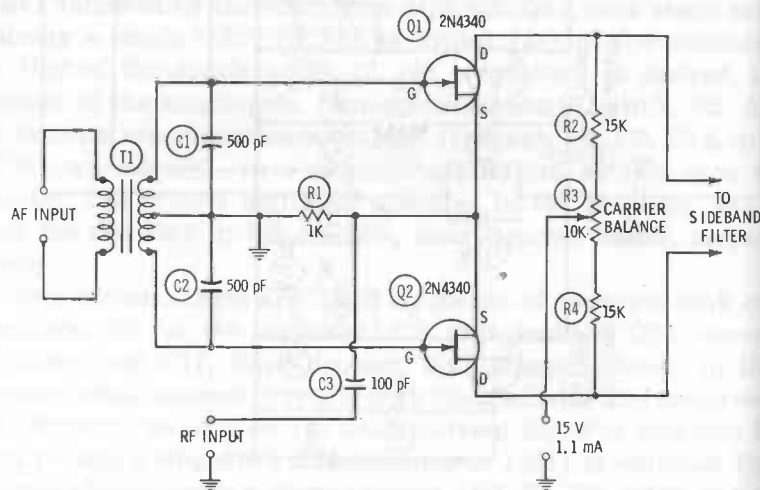 Q1 2N4340
D
G
S
C1 500 pF
R2 15K
T1
AF INPUT
R1
1K
R3
10K
CARRIER
BALANCE
TO
SIDEBAND
FILTER
C2 500 pF
Q2 2N4340
S
G
D
R4 15K
C3 100 pF
RF INPUT
15 V
1.1 mA